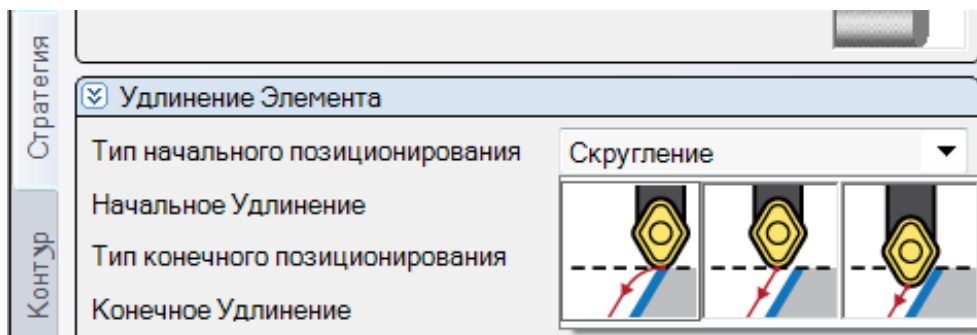 Стратегия
Контур
Удлинение Элемента
Тип начального позиционирования
Скругление
Начальное Удлинение
Тип конечного позиционирования
Конечное Удлинение